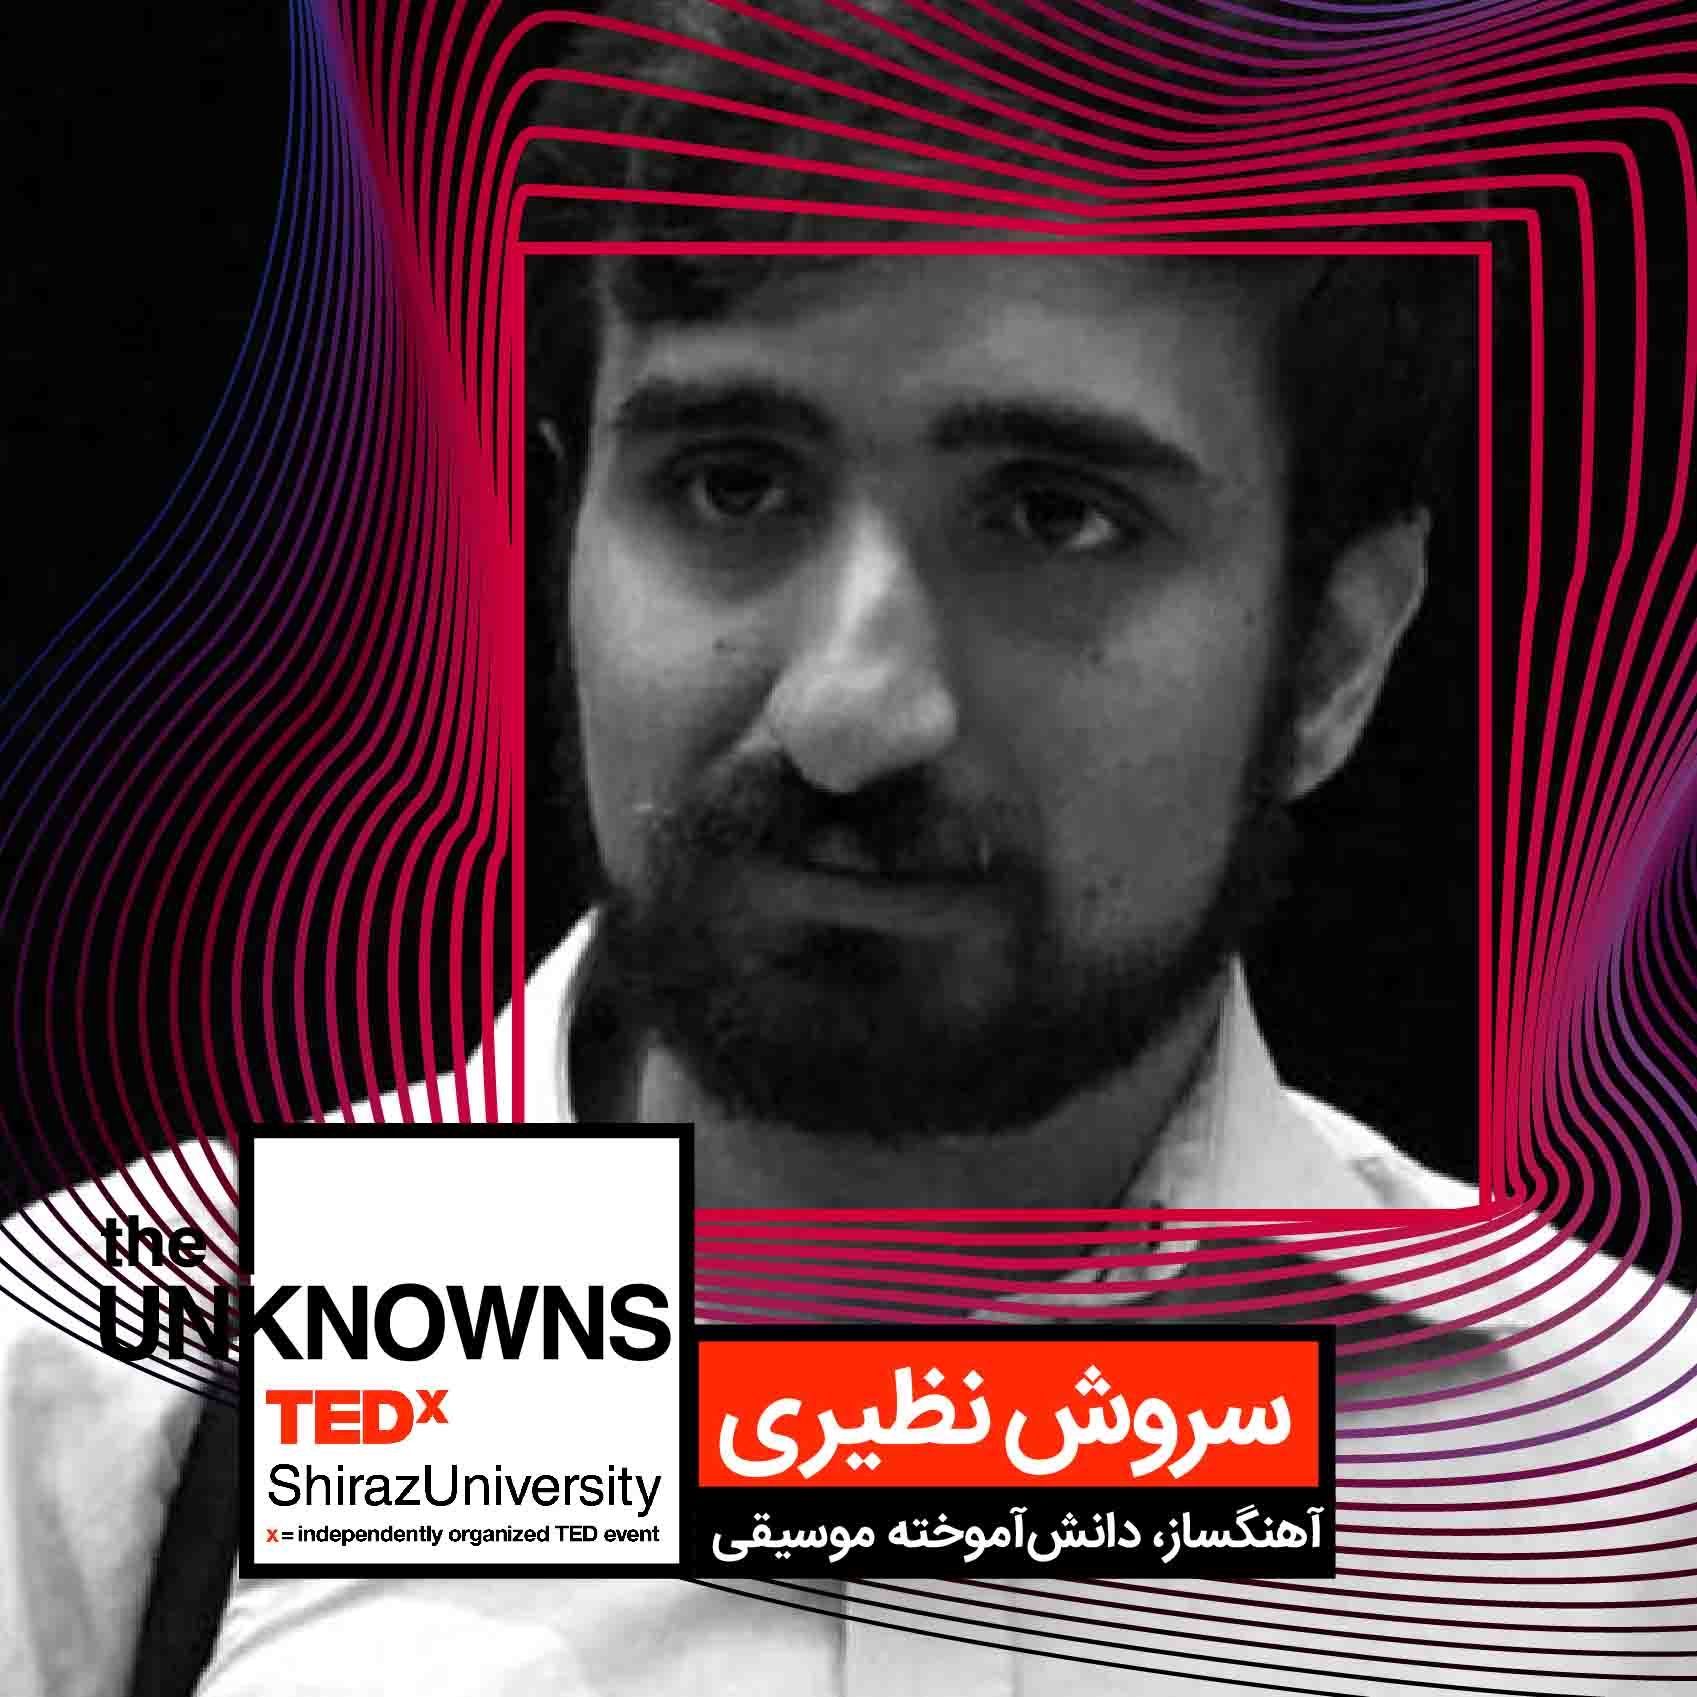 the
UNKNOWNS
TEDx
ShirazUniversity
x = independently organized TED event
سروش نظیری
آهنگساز، دانش‌آموخته موسیقی